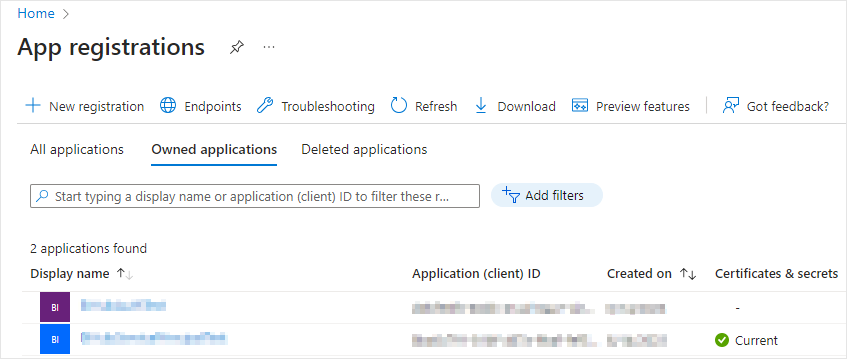 Home
App registrations
New registration Endpoints Troubleshooting Refresh Download Preview features Got feedback?
All applications Owned applications Deleted applications
Start typing a display name or application (client) ID to filter these r... Add filters
2 applications found
Display name Application (client) ID Created on Certificates & secrets
BI -
BI Current